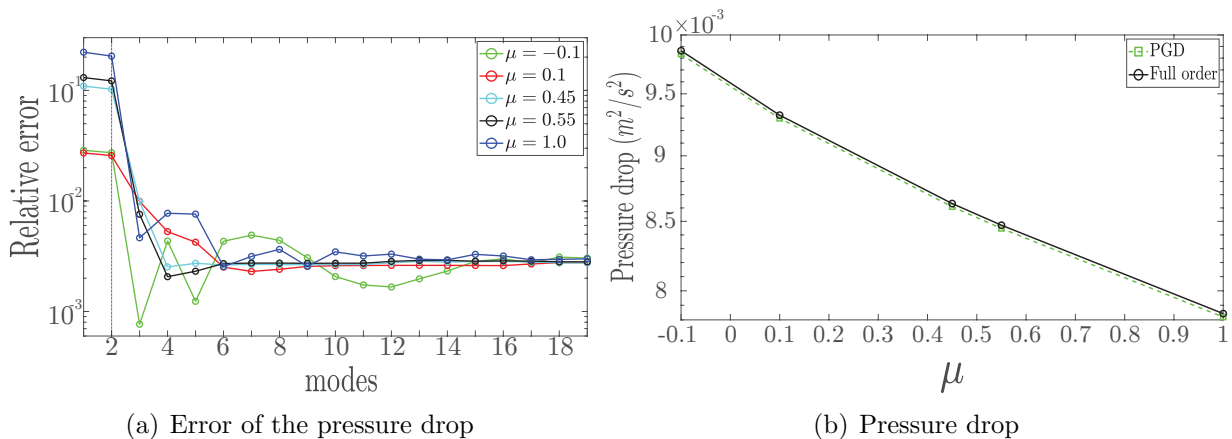 10⁻¹
10⁻²
10⁻³
Relative error
2 4 6 8 10 12 14 16 18
modes
μ = −0.1
μ = 0.1
μ = 0.45
μ = 0.55
μ = 1.0
(a) Error of the pressure drop
10 ×10⁻³
9.5
9
8.5
8
Pressure drop (m²/s²)
-0.1 0 0.1 0.2 0.3 0.4 0.5 0.6 0.7 0.8 0.9 1
μ
PGD
Full order
(b) Pressure drop